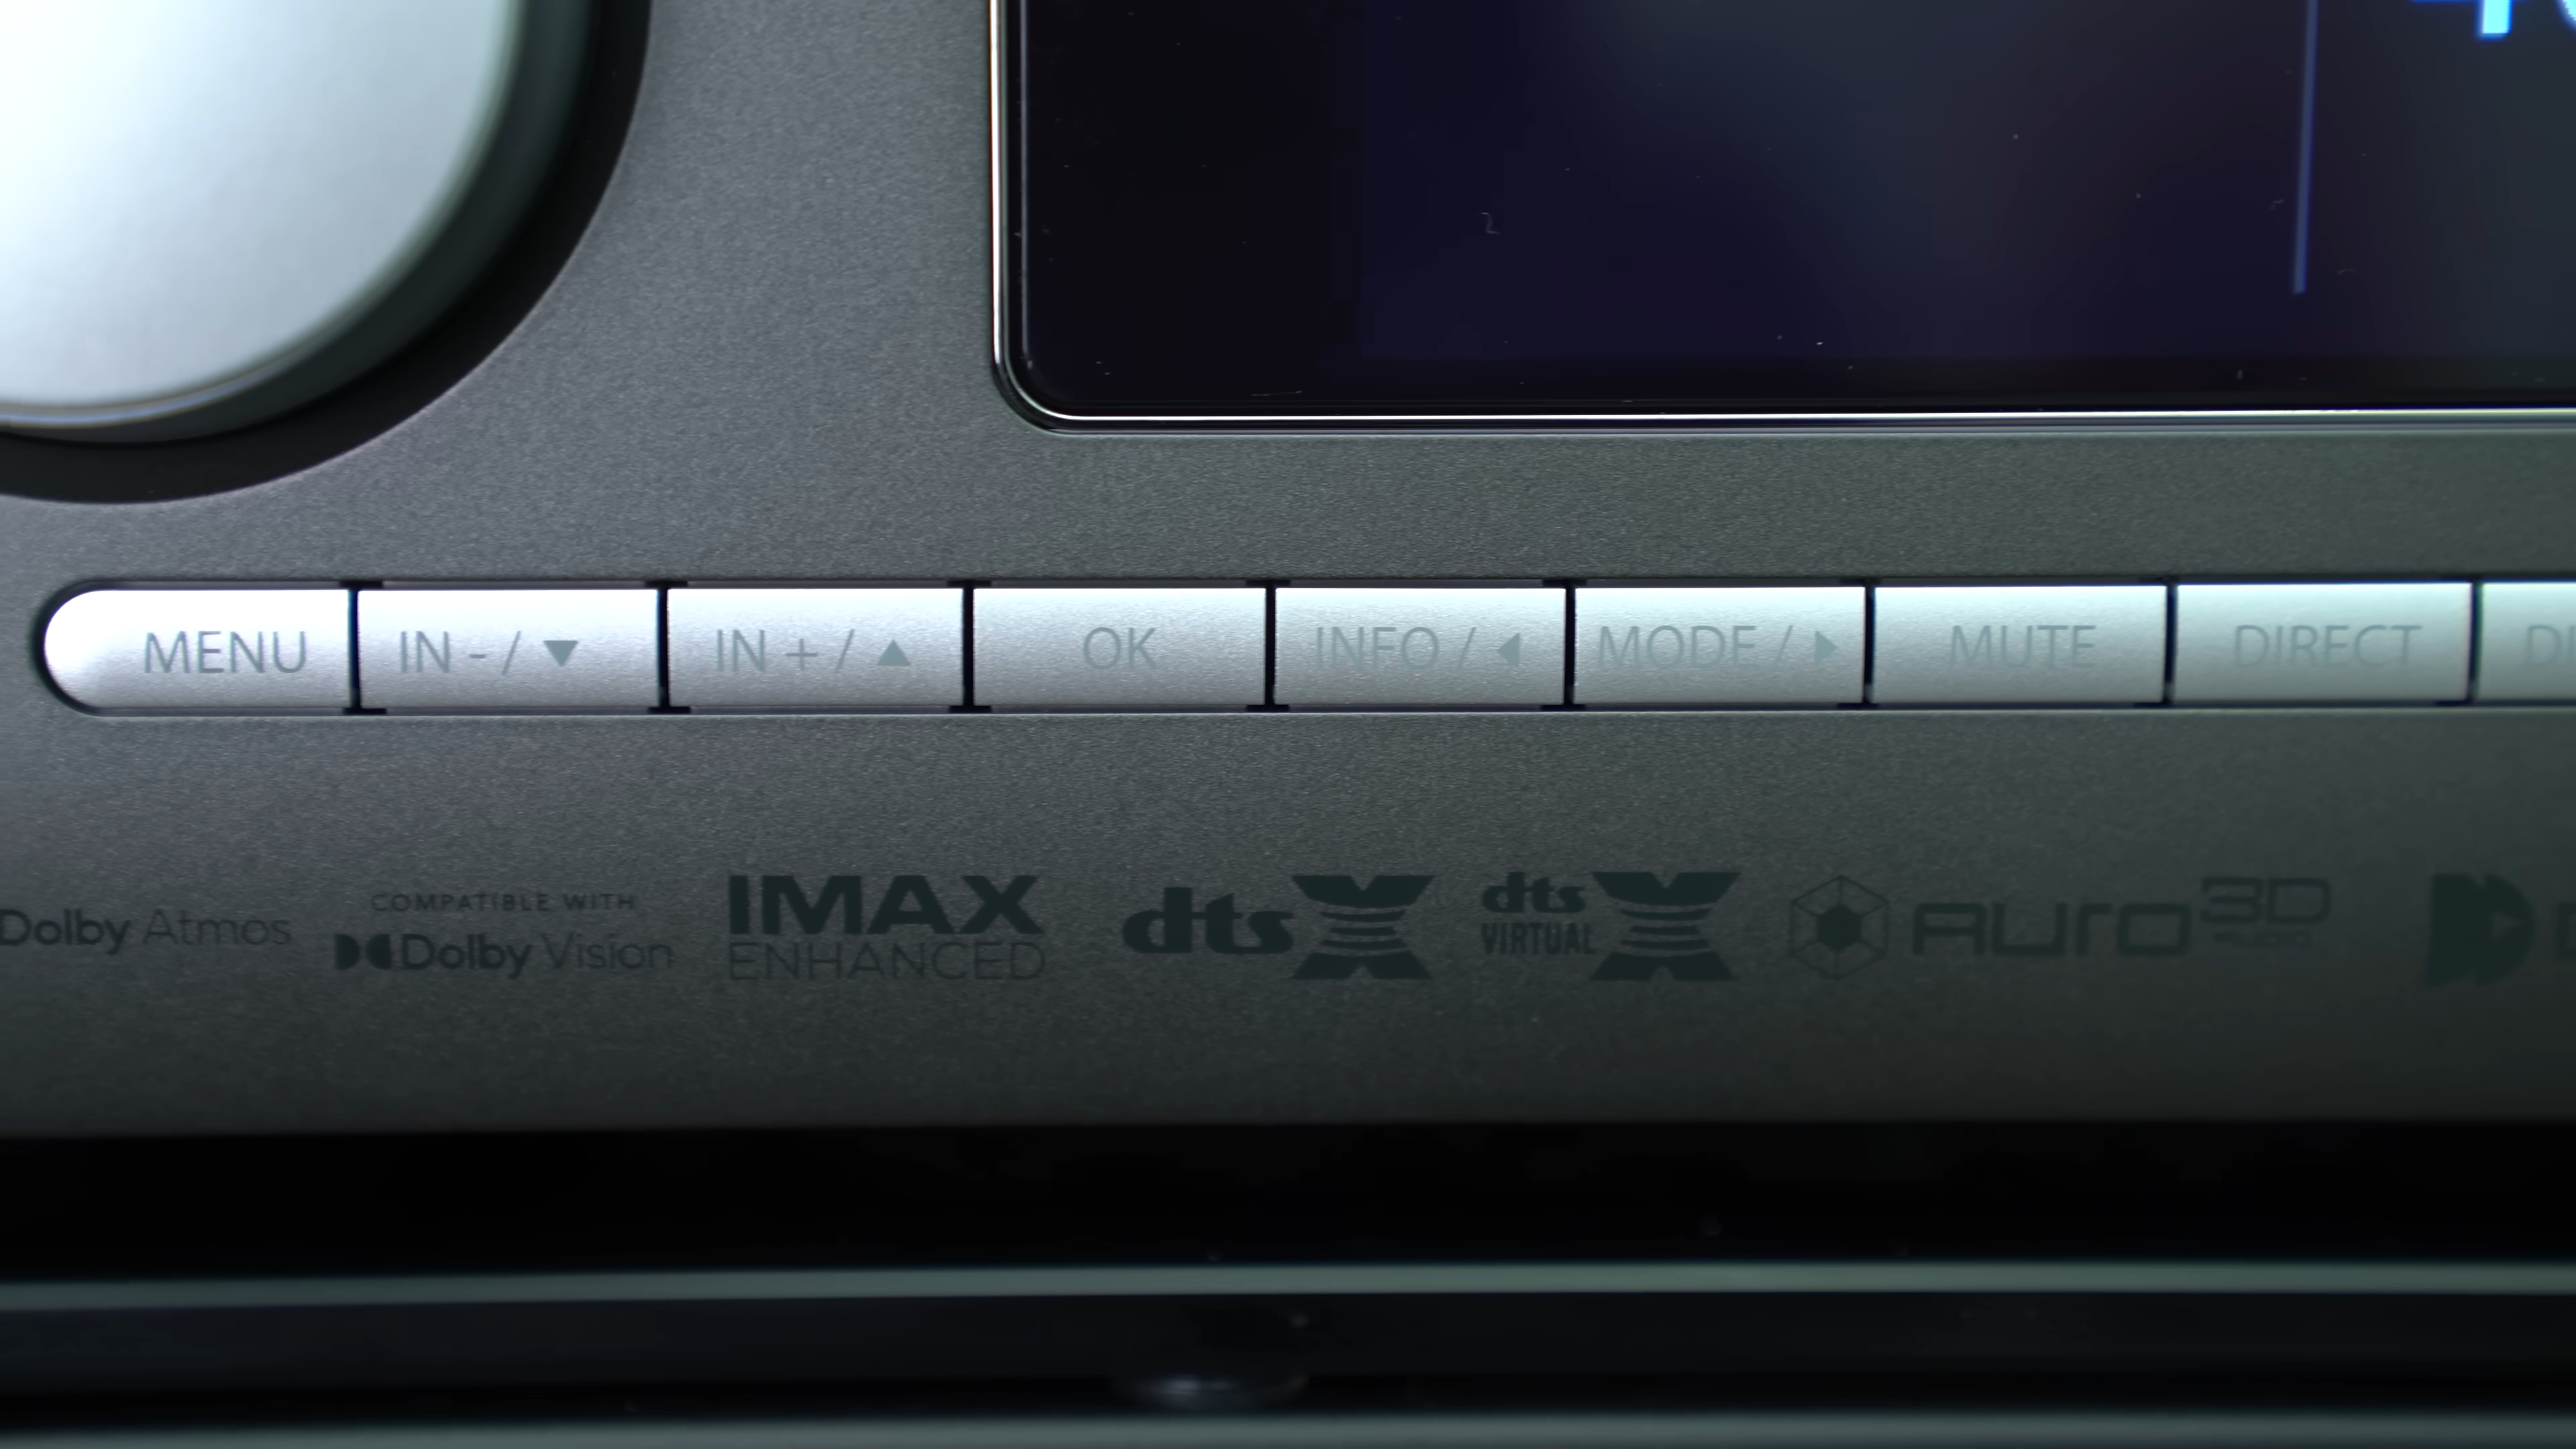 MENU
IN - / ▼
IN + / ▲
OK
INFO / ◀
MODE / ▶
MUTE
DIRECT
Dolby Atmos
COMPATIBLE WITH
Dolby Vision
IMAX
ENHANCED
dts X
dts
VIRTUAL X
AURO 3D